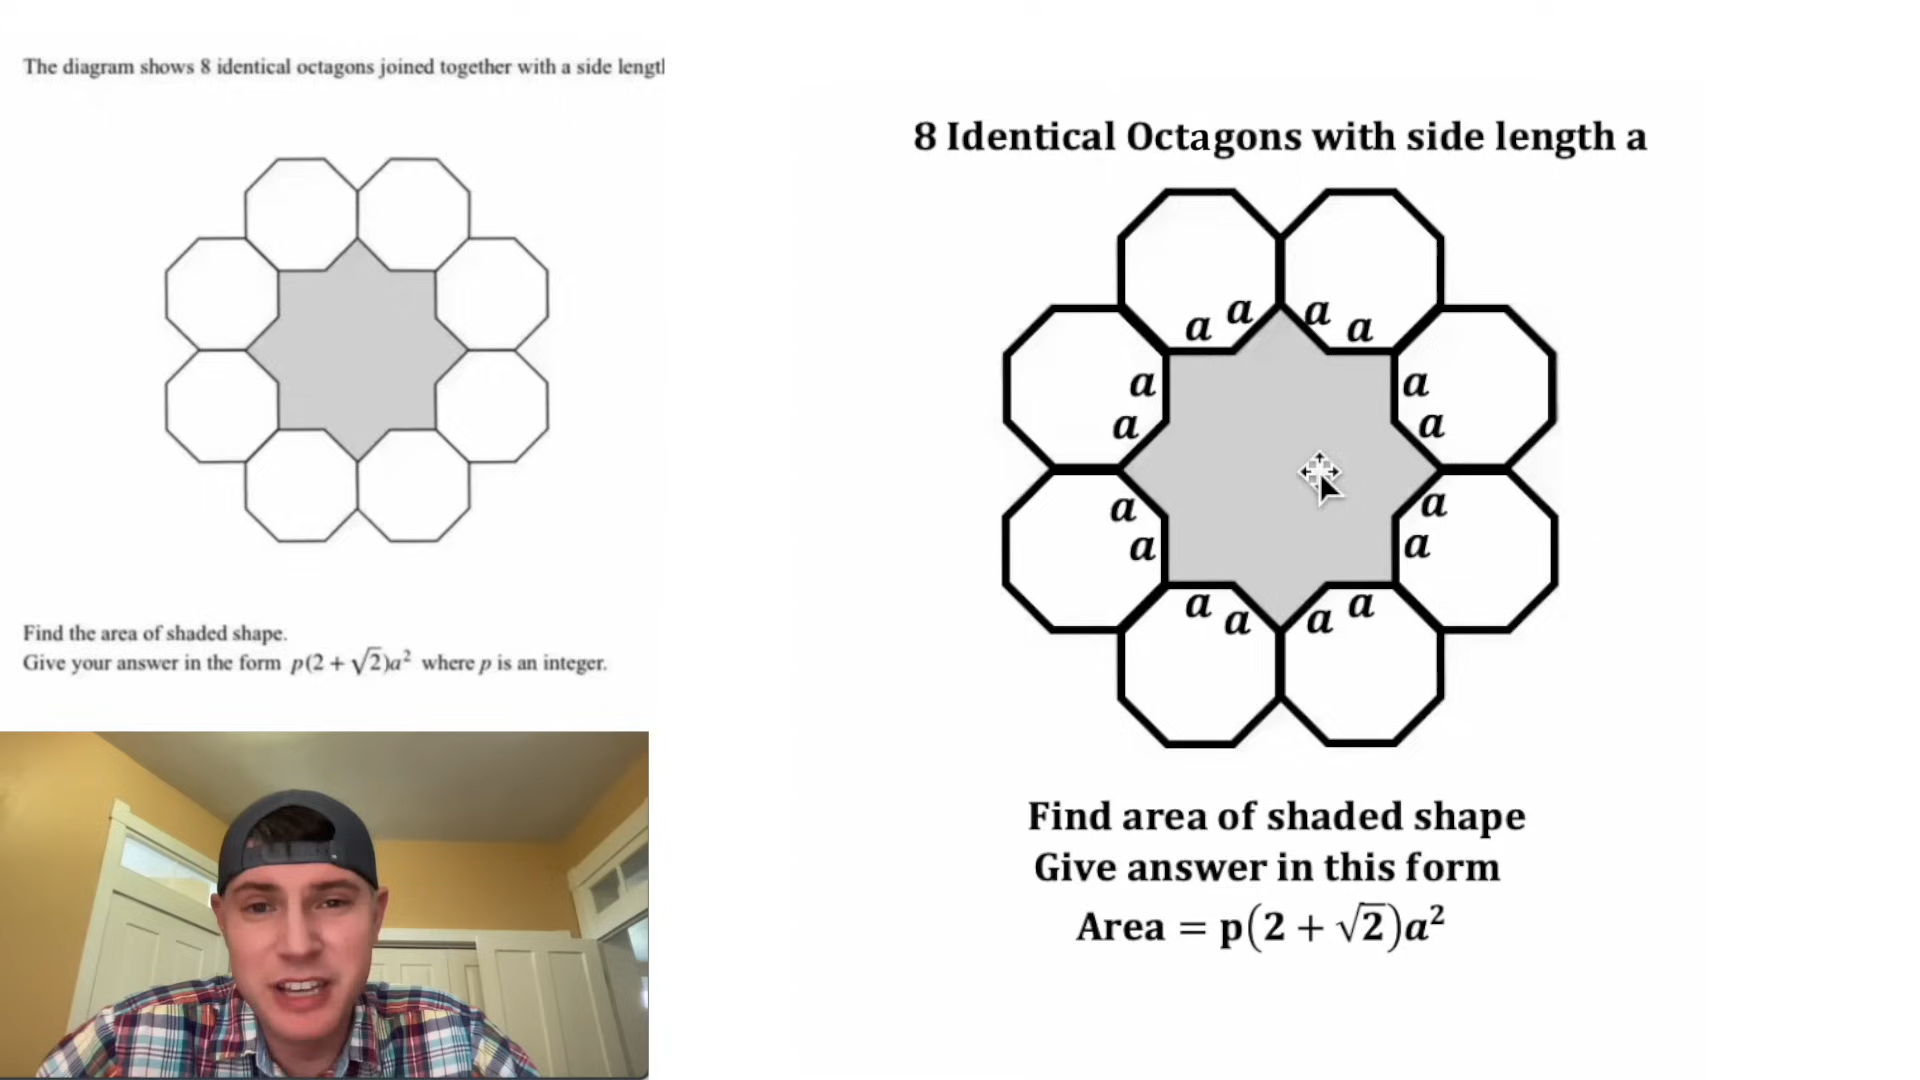 The diagram shows 8 identical octagons joined together with a side lengt
Find the area of shaded shape.
Give your answer in the form p(2 + √2)a² where p is an integer.
8 Identical Octagons with side length a
a a a a
a a
a a
a a
a a
a a a a
Find area of shaded shape
Give answer in this form
Area = p(2 + √2)a²